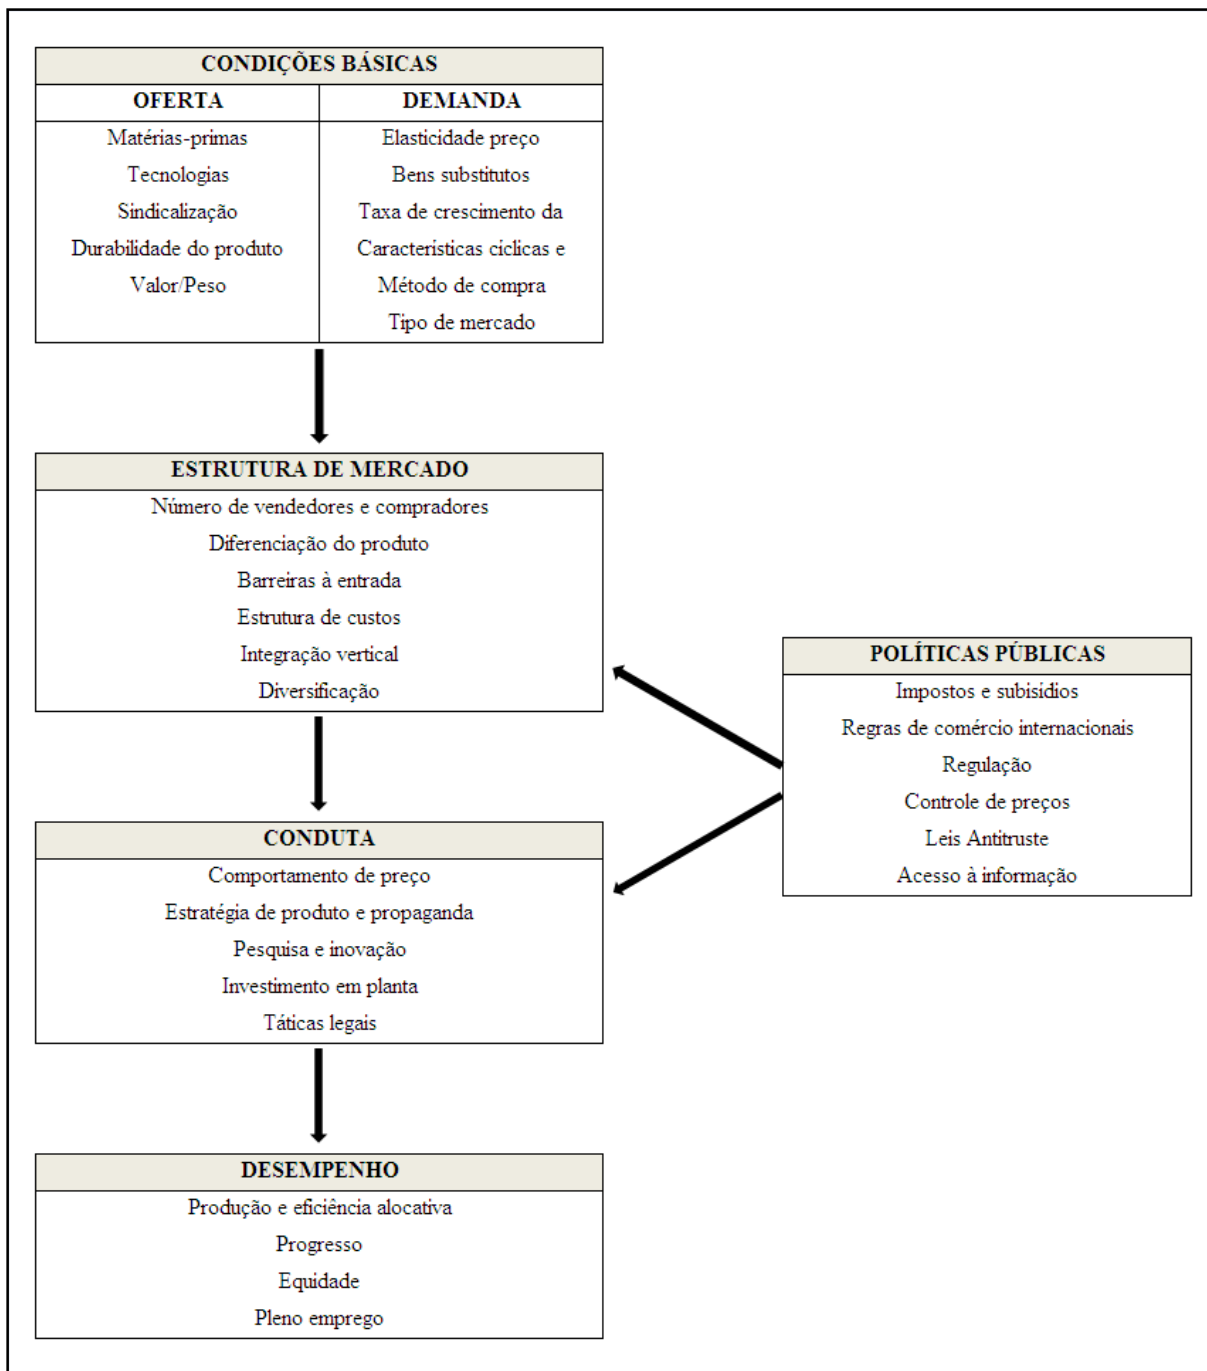 CONDIÇÕES BÁSICAS
OFERTA
DEMANDA
Matérias-primas
Elasticidade preço
Tecnologias
Bens substitutos
Sindicalização
Taxa de crescimento da
Durabilidade do produto
Características cíclicas e
Valor/Peso
Método de compra
Tipo de mercado
ESTRUTURA DE MERCADO
Número de vendedores e compradores
Diferenciação do produto
Barreiras à entrada
Estrutura de custos
Integração vertical
Diversificação
POLÍTICAS PÚBLICAS
Impostos e subisídios
Regras de comércio internacionais
Regulação
Controle de preços
Leis Antitruste
Acesso à informação
CONDUTA
Comportamento de preço
Estratégia de produto e propaganda
Pesquisa e inovação
Investimento em planta
Táticas legais
DESEMPENHO
Produção e eficiência alocativa
Progresso
Equidade
Pleno emprego